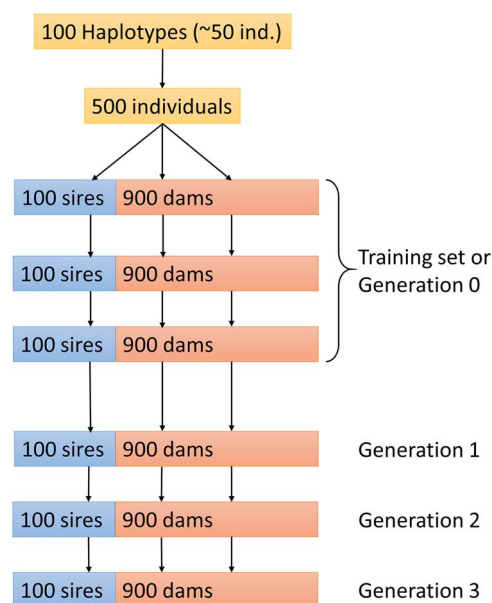 100 Haplotypes (~50 ind.)
500 individuals
100 sires 900 dams
100 sires 900 dams
Training set or
Generation 0
100 sires 900 dams
100 sires 900 dams Generation 1
100 sires 900 dams Generation 2
100 sires 900 dams Generation 3